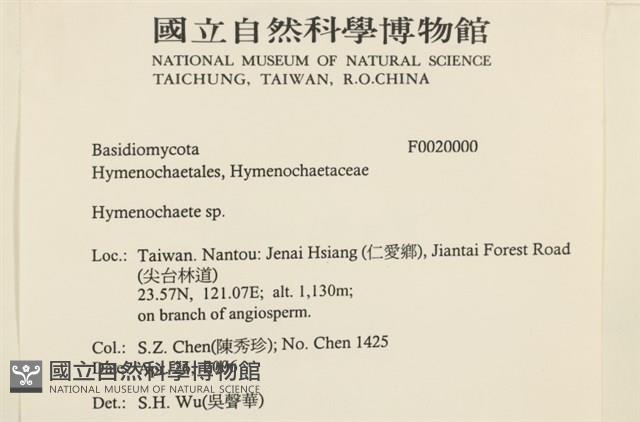 國立自然科學博物館
NATIONAL MUSEUM OF NATURAL SCIENCE
TAICHUNG, TAIWAN, R.O.CHINA
Basidiomycota F0020000
Hymenochaetales, Hymenochaetaceae
Hymenochaete sp.
Loc.: Taiwan. Nantou: Jenai Hsiang (仁愛鄉), Jiantai Forest Road
(尖台林道)
23.57N, 121.07E; alt. 1,130m;
on branch of angiosperm.
Col.: S.Z. Chen(陳秀珍); No. Chen 1425
國立自然科學博物館
NATIONAL MUSEUM OF NATURAL SCIENCE
Det.: S.H. Wu(吳聲華)